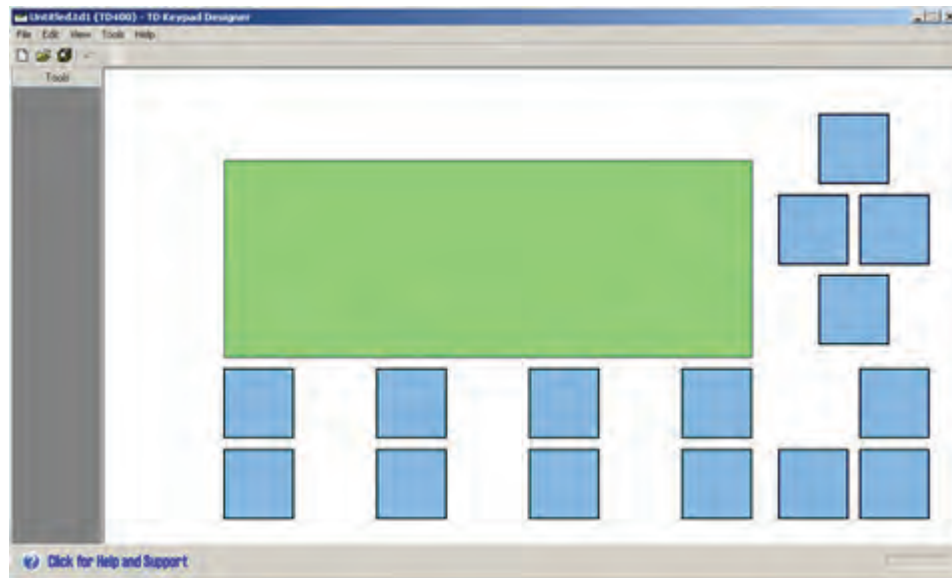 Untitled.td1 (TD400) - TD Keypad Designer
File Edit View Tools Help
Tools
Click for Help and Support